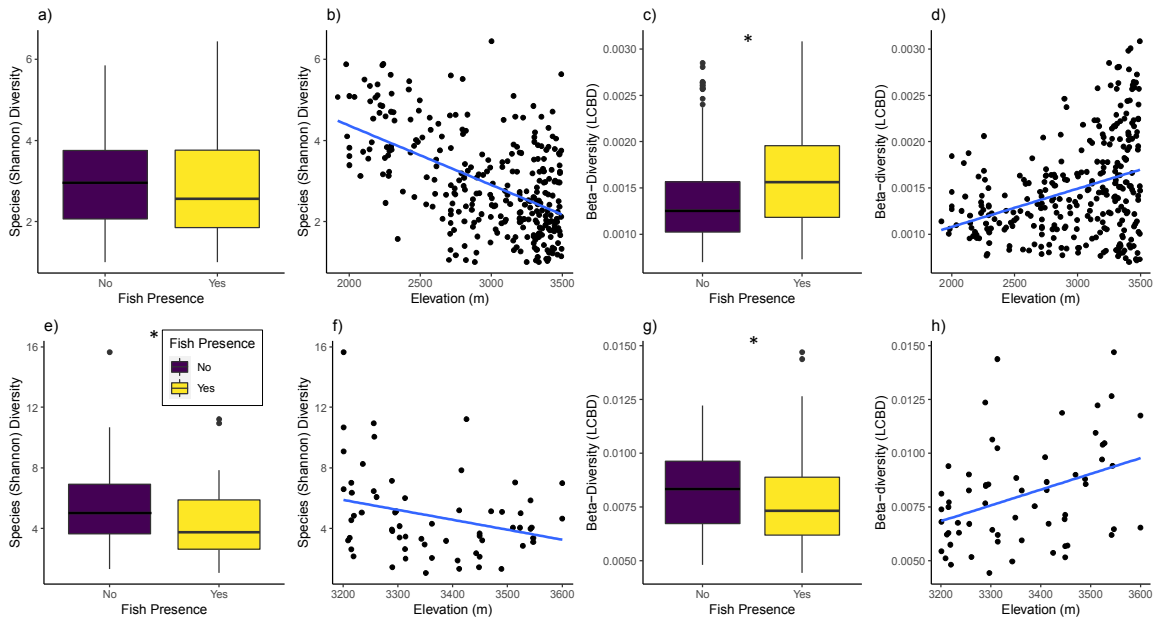 a)
Species (Shannon) Diversity
6
4
2
No
Yes
Fish Presence
b)
Species (Shannon) Diversity
6
4
2
2000
2500
3000
3500
Elevation (m)
c)
*
Beta−Diversity (LCBD)
0.0030
0.0025
0.0020
0.0015
0.0010
No
Yes
Fish Presence
d)
Beta−diversity (LCBD)
0.0030
0.0025
0.0020
0.0015
0.0010
2000
2500
3000
3500
Elevation (m)
e)
*
Species (Shannon) Diversity
16
12
8
4
Fish Presence
No
Yes
No
Yes
Fish Presence
f)
Species (Shannon) Diversity
16
12
8
4
3200
3300
3400
3500
3600
Elevation (m)
g)
*
Beta−Diversity (LCBD)
0.0150
0.0125
0.0100
0.0075
0.0050
No
Yes
Fish Presence
h)
Beta−diversity (LCBD)
0.0150
0.0125
0.0100
0.0075
0.0050
3200
3300
3400
3500
3600
Elevation (m)